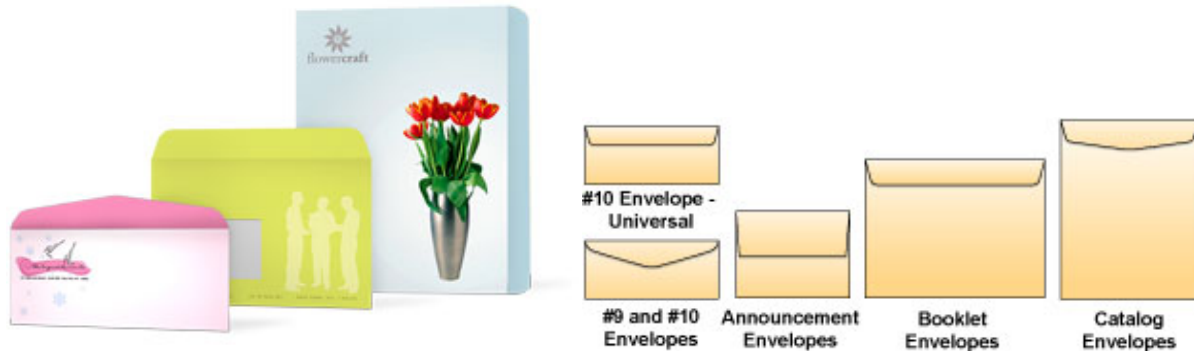 flowercraft
#10 Envelope -
Universal
#9 and #10
Envelopes
Announcement
Envelopes
Booklet
Envelopes
Catalog
Envelopes